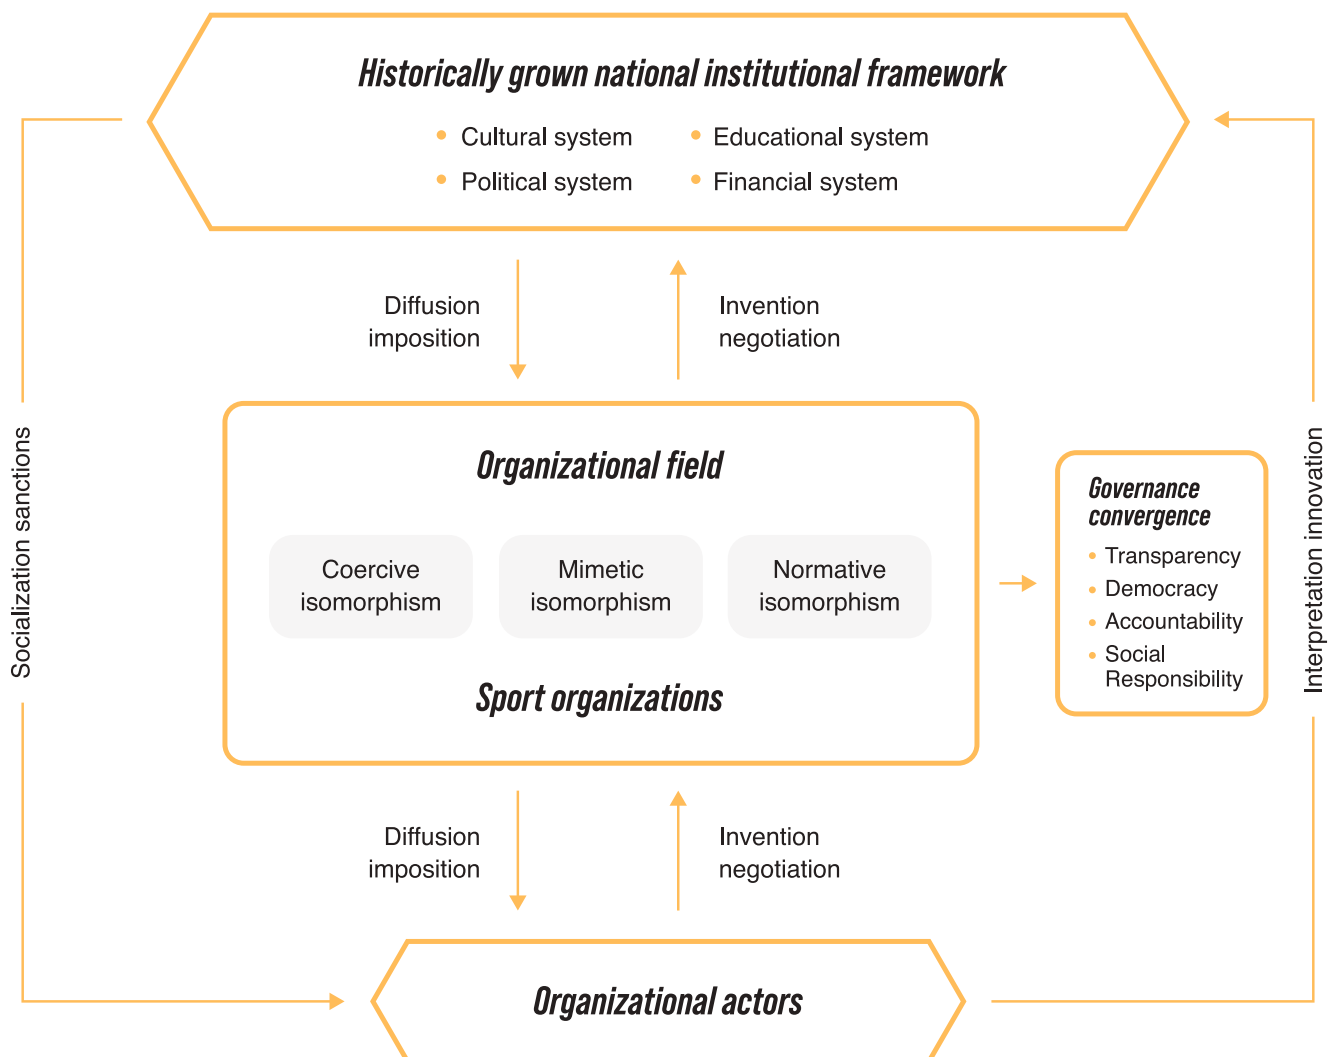 Historically grown national institutional framework
Cultural system
Educational system
Political system
Financial system
Diffusion
imposition
Invention
negotiation
Socialization sanctions
Organizational field
Coercive
isomorphism
Mimetic
isomorphism
Normative
isomorphism
Sport organizations
Governance
convergence
Transparency
Democracy
Accountability
Social
Responsibility
Interpretation innovation
Diffusion
imposition
Invention
negotiation
Organizational actors